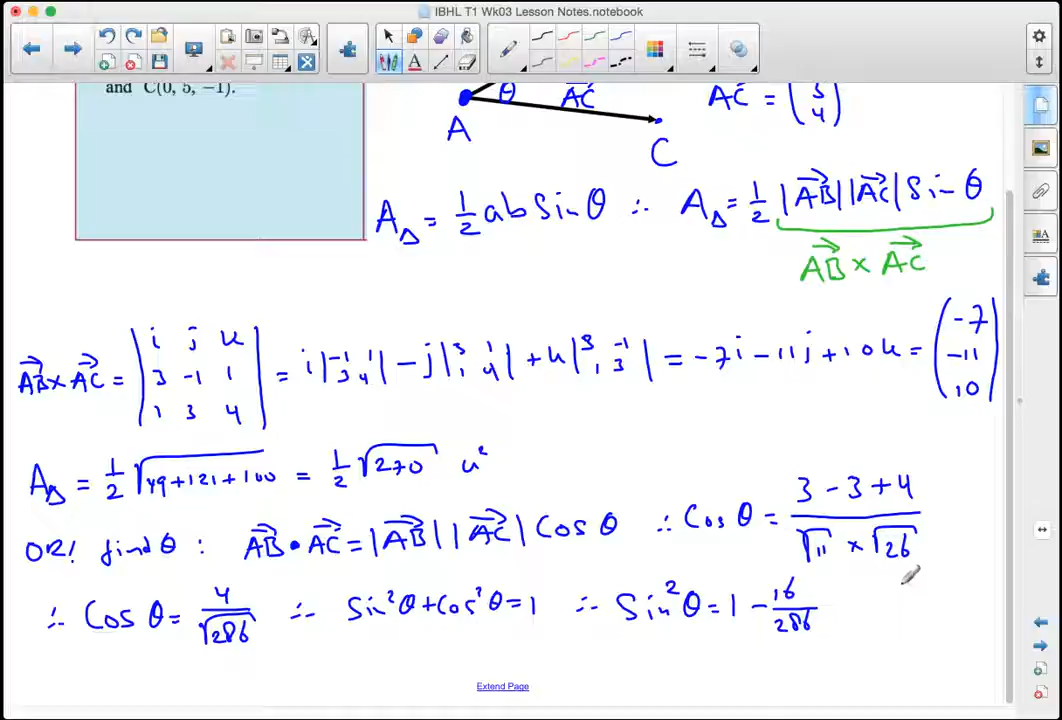 IBHL T1 Wk03 Lesson Notes.notebook
and C(0, 5, −1).
θ AC AC = (3 4)
A C
A△ = 1/2 ab Sin θ ∴ A△ = 1/2 |AB||AC| Sin θ
AB × AC
AB × AC = |i j k; 3 -1 1; 1 3 4| = i|-1 1; 3 4| - j|3 1; 1 4| + k|3 -1; 1 3| = -7i - 11j + 10k = (-7 -11 10)
A△ = 1/2 √49+121+100 = 1/2 √270 u²
OR! find θ : AB • AC = |AB| |AC| Cos θ ∴ Cos θ = 3 - 3 + 4 / √11 × √26
∴ Cos θ = 4/√286 ∴ Sin²θ + Cos²θ = 1 ∴ Sin²θ = 1 - 16/286
Extend Page